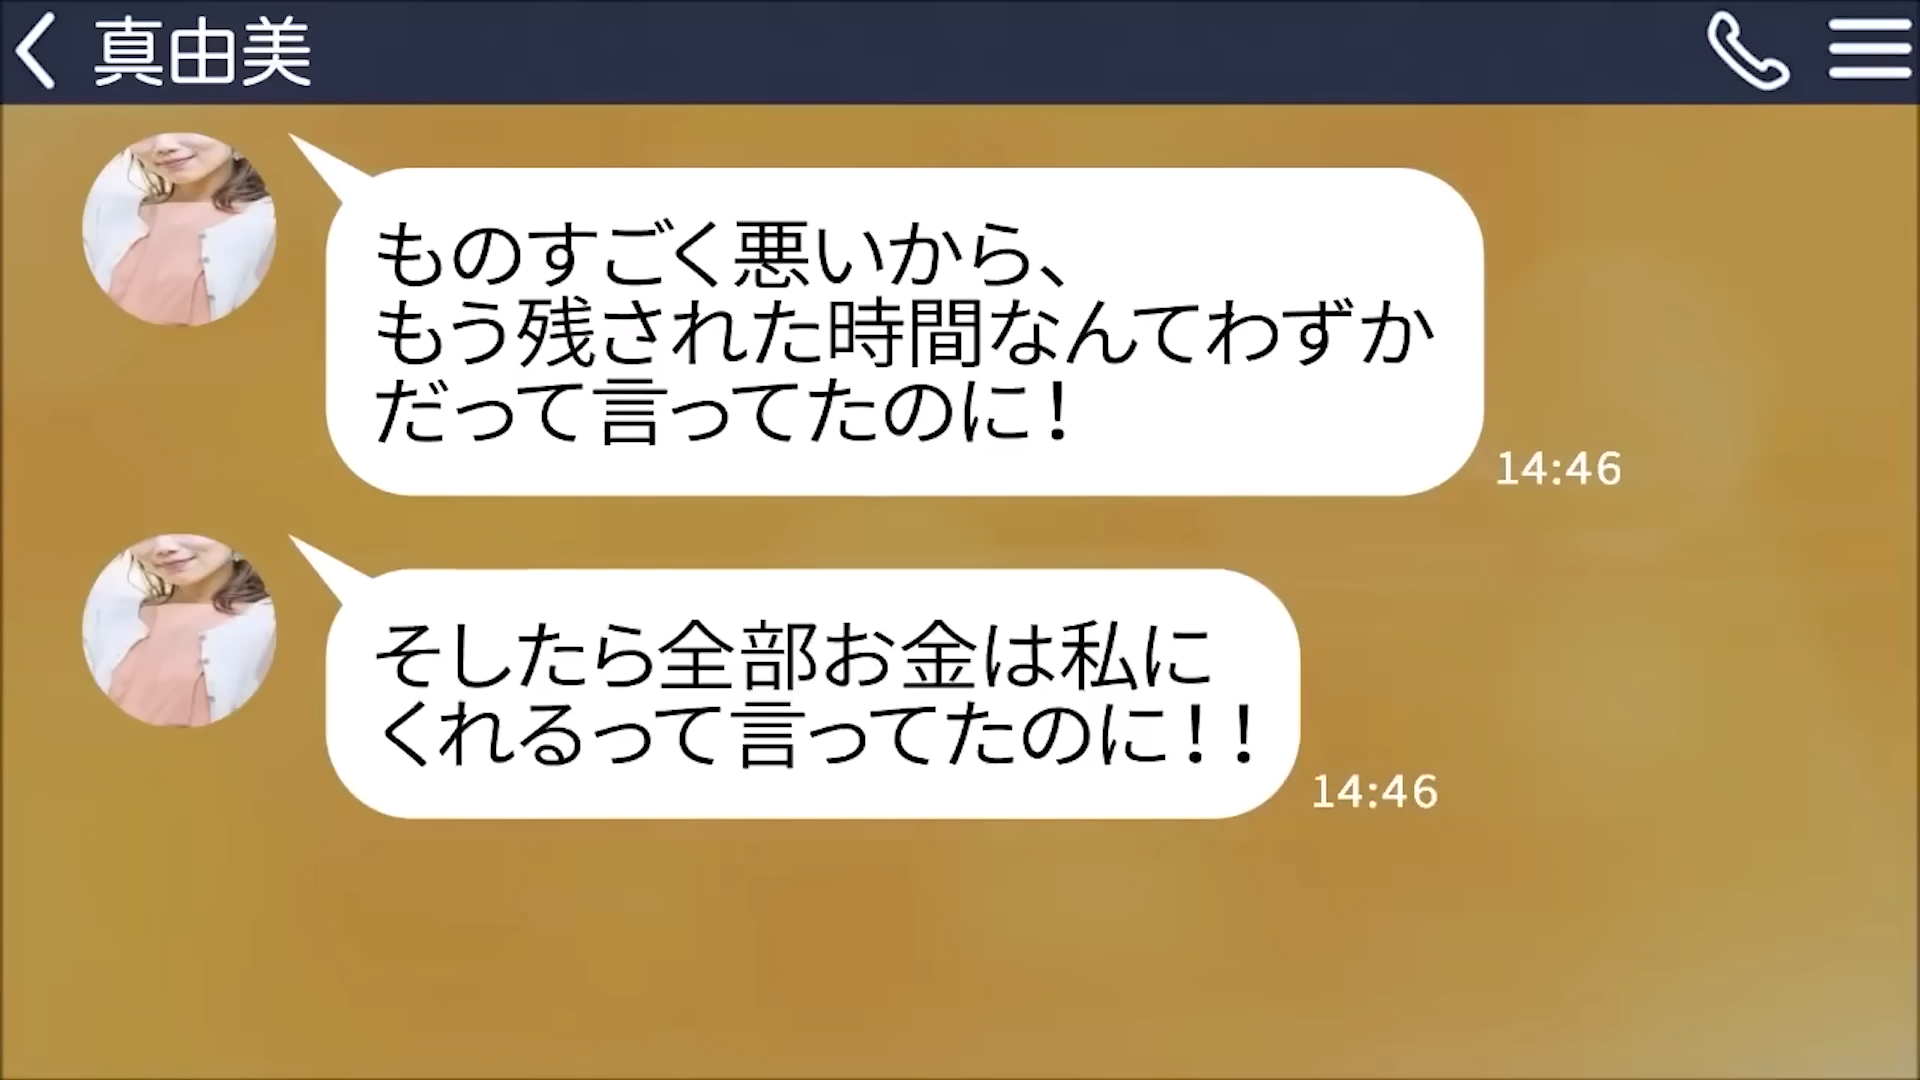 真由美
ものすごく悪いから、
もう残された時間なんてわずか
だって言ってたのに！
14:46
そしたら全部お金は私に
くれるって言ってたのに！！
14:46